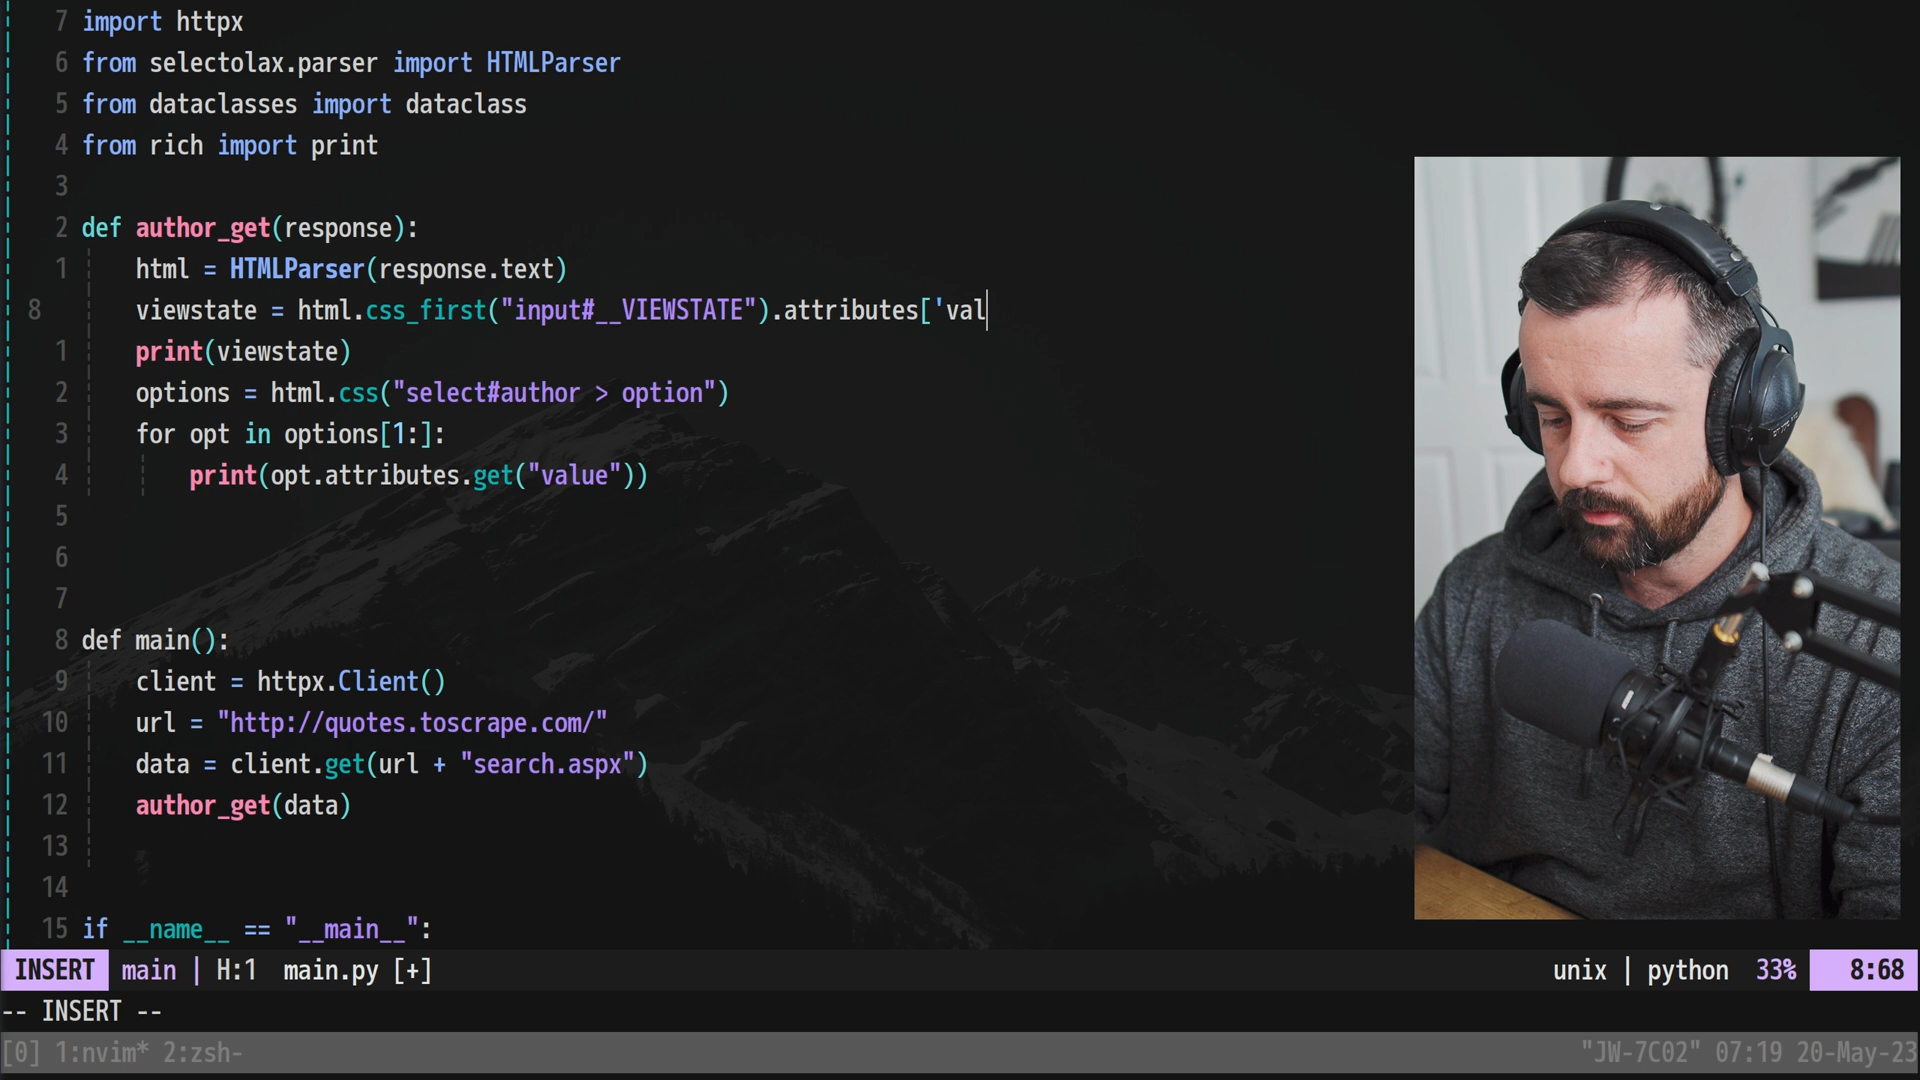 7 import httpx
6 from selectolax.parser import HTMLParser
5 from dataclasses import dataclass
4 from rich import print
3
2 def author_get(response):
1 html = HTMLParser(response.text)
8 viewstate = html.css_first("input#__VIEWSTATE").attributes['val
1 print(viewstate)
2 options = html.css("select#author > option")
3 for opt in options[1:]:
4 print(opt.attributes.get("value"))
5
6
7
8 def main():
9 client = httpx.Client()
10 url = "http://quotes.toscrape.com/"
11 data = client.get(url + "search.aspx")
12 author_get(data)
13
14
15 if __name__ == "__main__":
INSERT main | H:1 main.py [+] unix | python 33% 8:68
-- INSERT --
[0] 1:nvim* 2:zsh- "JW-7C02" 07:19 20-May-23